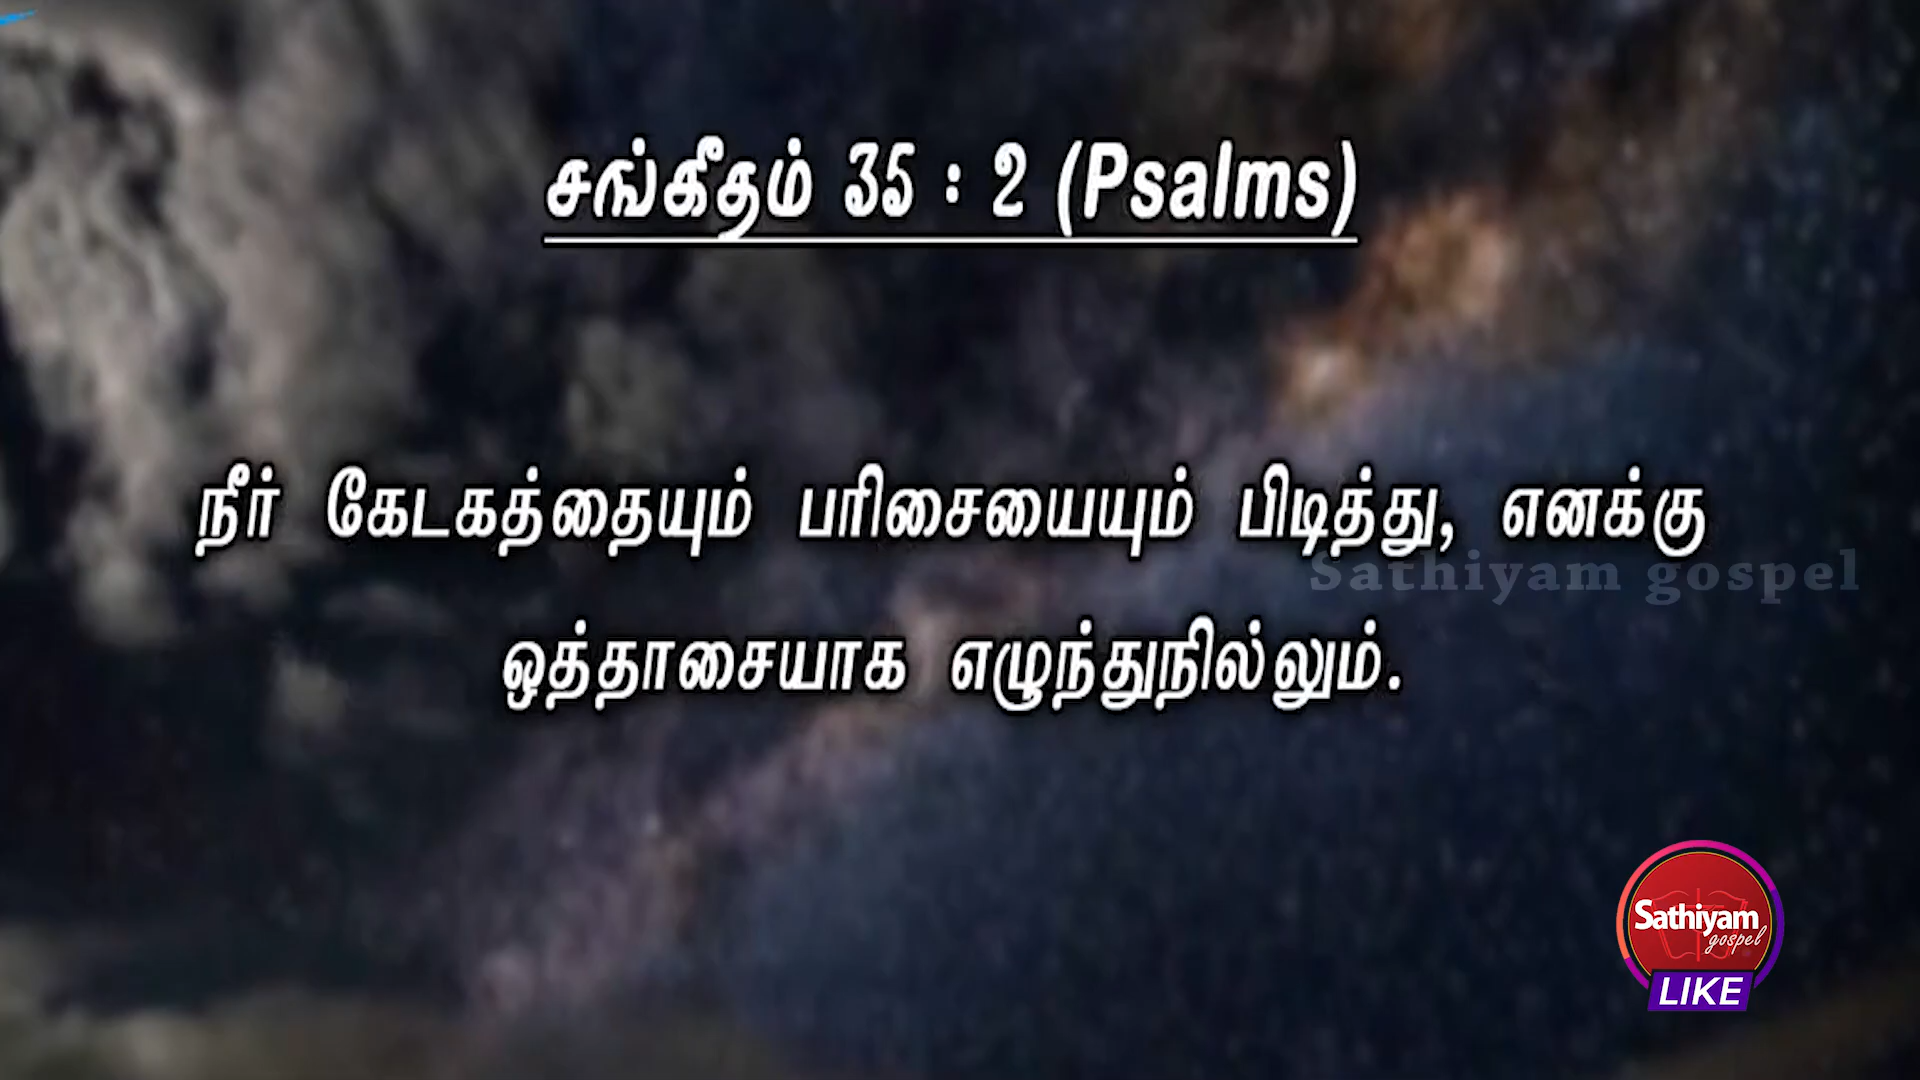 சங்கீதம் 35 : 2 (Psalms)
நீர் கேடகத்தையும் பரிசையையும் பிடித்து, எனக்கு
Sathiyam gospel
ஒத்தாசையாக எழுந்துநில்லும்.
Sathiyam
gospel
LIKE